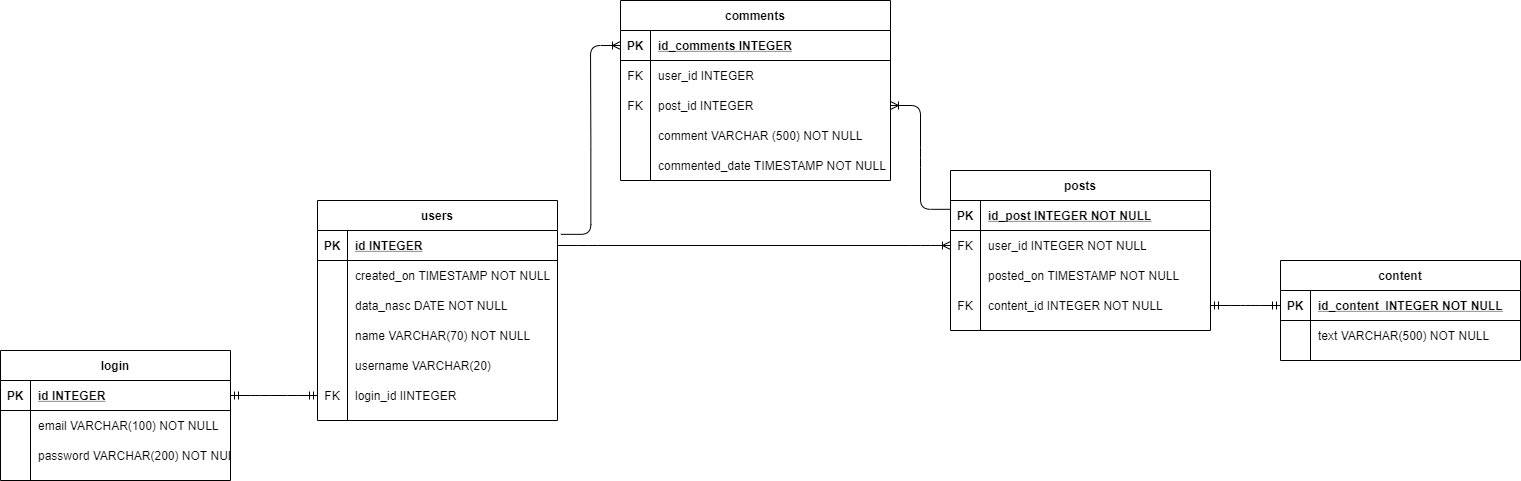 comments
PK id_comments INTEGER
FK user_id INTEGER
FK post_id INTEGER
comment VARCHAR (500) NOT NULL
commented_date TIMESTAMP NOT NULL
users
PK id INTEGER
created_on TIMESTAMP NOT NULL
data_nasc DATE NOT NULL
name VARCHAR(70) NOT NULL
username VARCHAR(20)
FK login_id IINTEGER
posts
PK id_post INTEGER NOT NULL
FK user_id INTEGER NOT NULL
posted_on TIMESTAMP NOT NULL
FK content_id INTEGER NOT NULL
content
PK id_content INTEGER NOT NULL
text VARCHAR(500) NOT NULL
login
PK id INTEGER
email VARCHAR(100) NOT NULL
password VARCHAR(200) NOT